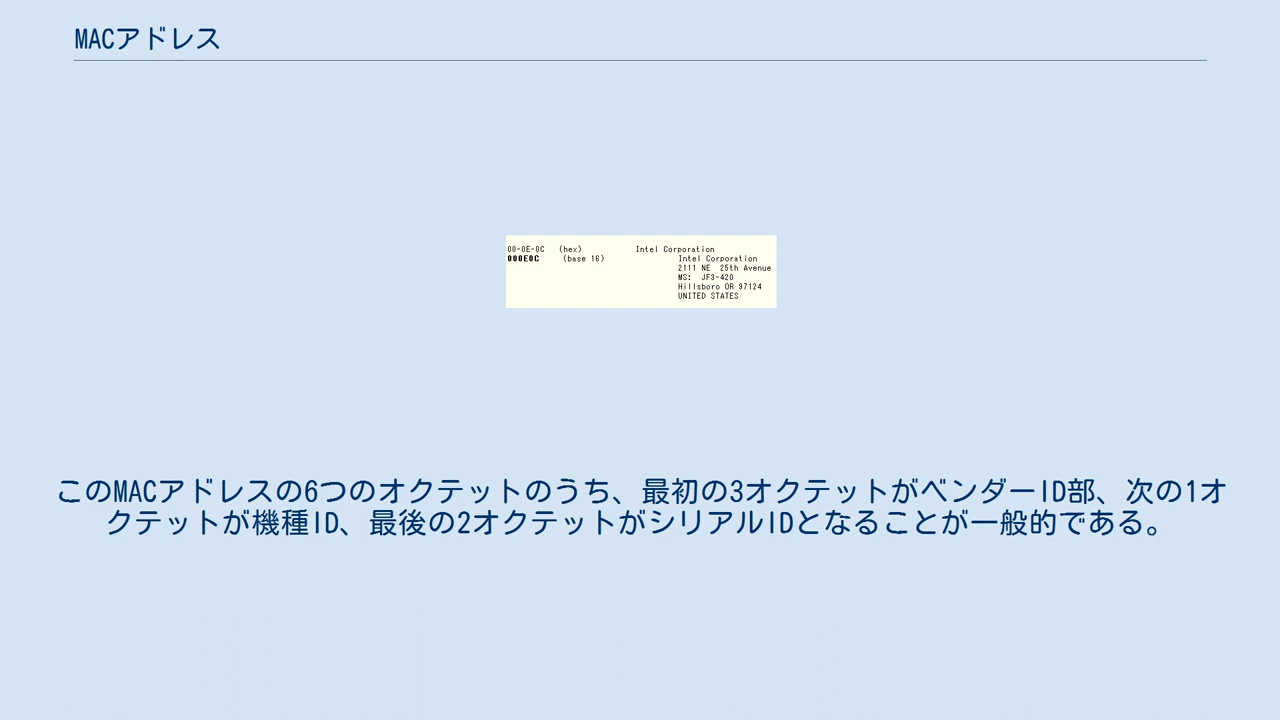 MACアドレス
00-0E-0C (hex) Intel Corporation
000E0C (base 16) Intel Corporation
2111 NE 25th Avenue
MS: JF3-420
Hillsboro OR 97124
UNITED STATES
このMACアドレスの6つのオクテットのうち、最初の3オクテットがベンダーID部、次の1オ
クテットが機種ID、最後の2オクテットがシリアルIDとなることが一般的である。